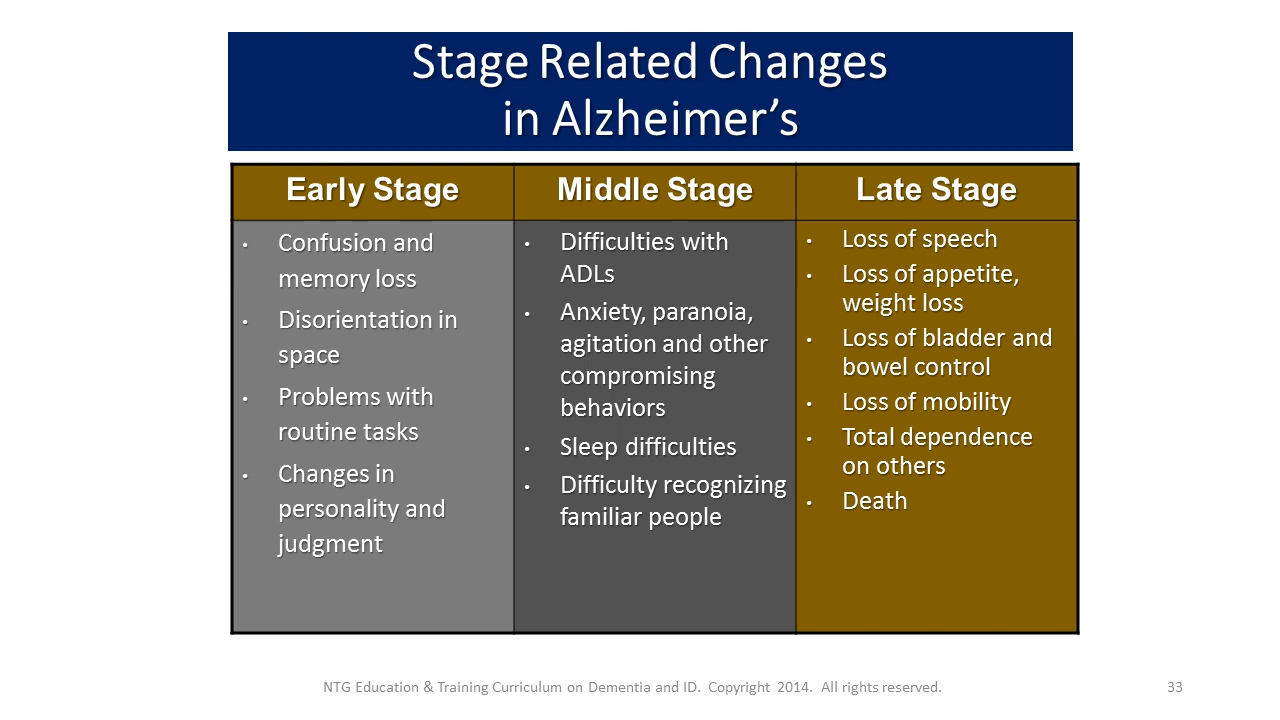 Stage Related Changes
in Alzheimer’s
Early Stage
• Confusion and
memory loss
• Disorientation in
space
• Problems with
routine tasks
• Changes in
personality and
judgment
Middle Stage
• Difficulties with
ADLs
• Anxiety, paranoia,
agitation and other
compromising
behaviors
• Sleep difficulties
• Difficulty recognizing
familiar people
Late Stage
• Loss of speech
• Loss of appetite,
weight loss
• Loss of bladder and
bowel control
• Loss of mobility
• Total dependence
on others
• Death
NTG Education & Training Curriculum on Dementia and ID. Copyright 2014. All rights reserved.
33